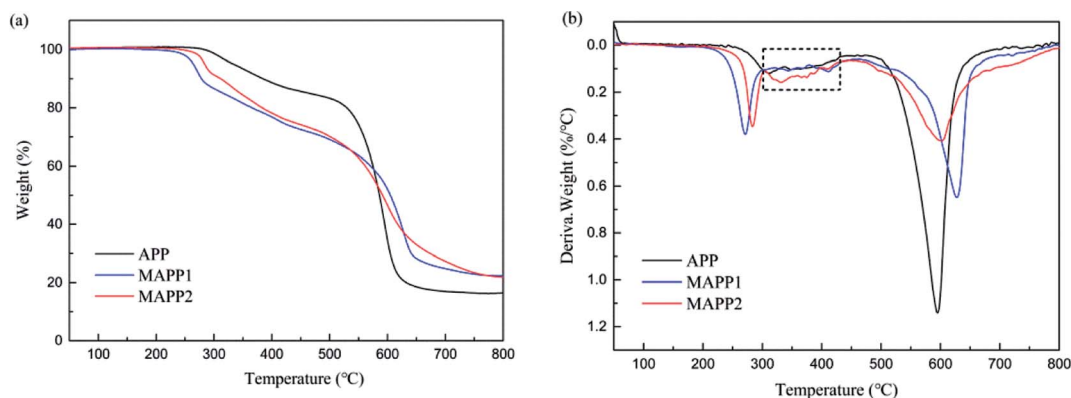 (a)
100
80
60
40
20
0
Weight (%)
APP
MAPP1
MAPP2
100 200 300 400 500 600 700 800
Temperature (℃)
(b)
0.0
0.2
0.4
0.6
0.8
1.0
1.2
Deriva.Weight (%/℃)
APP
MAPP1
MAPP2
100 200 300 400 500 600 700 800
Temperature (℃)